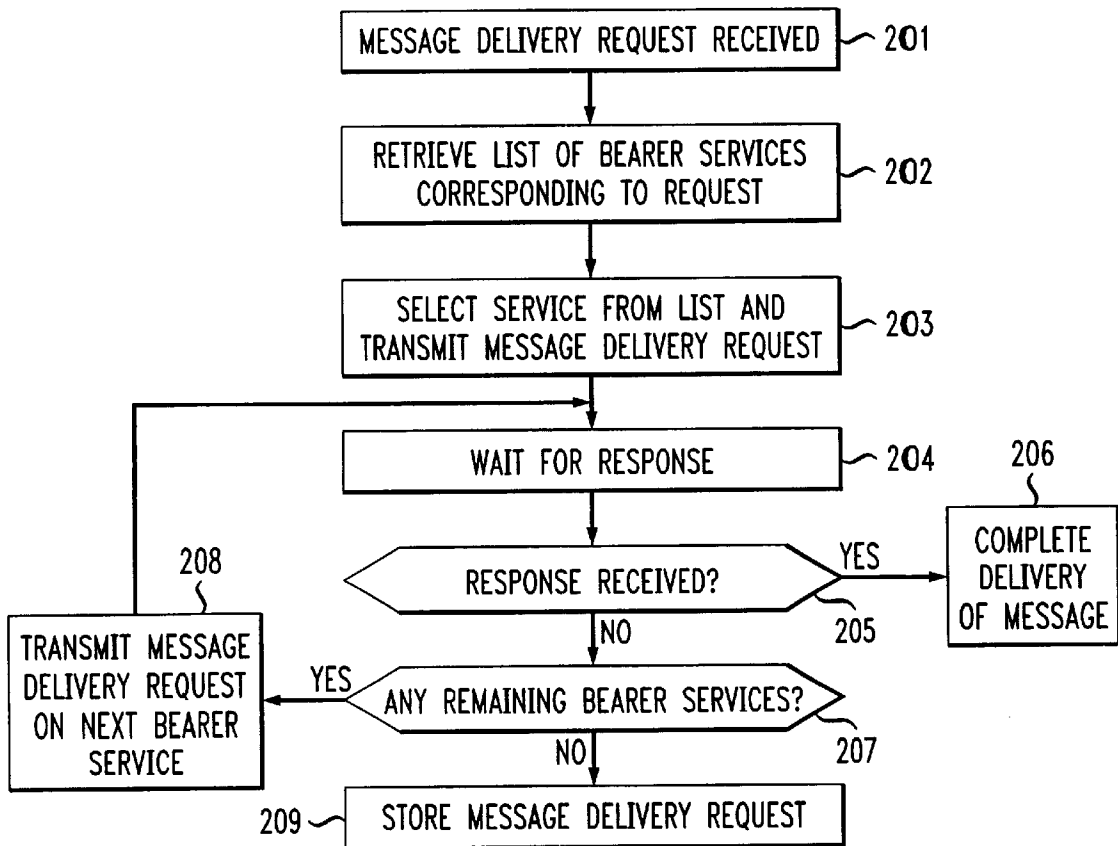 MESSAGE DELIVERY REQUEST RECEIVED
201
RETRIEVE LIST OF BEARER SERVICES
CORRESPONDING TO REQUEST
202
SELECT SERVICE FROM LIST AND
TRANSMIT MESSAGE DELIVERY REQUEST
203
WAIT FOR RESPONSE
204
206
COMPLETE
DELIVERY
OF MESSAGE
RESPONSE RECEIVED?
YES
205
NO
208
TRANSMIT MESSAGE
DELIVERY REQUEST
ON NEXT BEARER
SERVICE
YES
ANY REMAINING BEARER SERVICES?
207
NO
209
STORE MESSAGE DELIVERY REQUEST